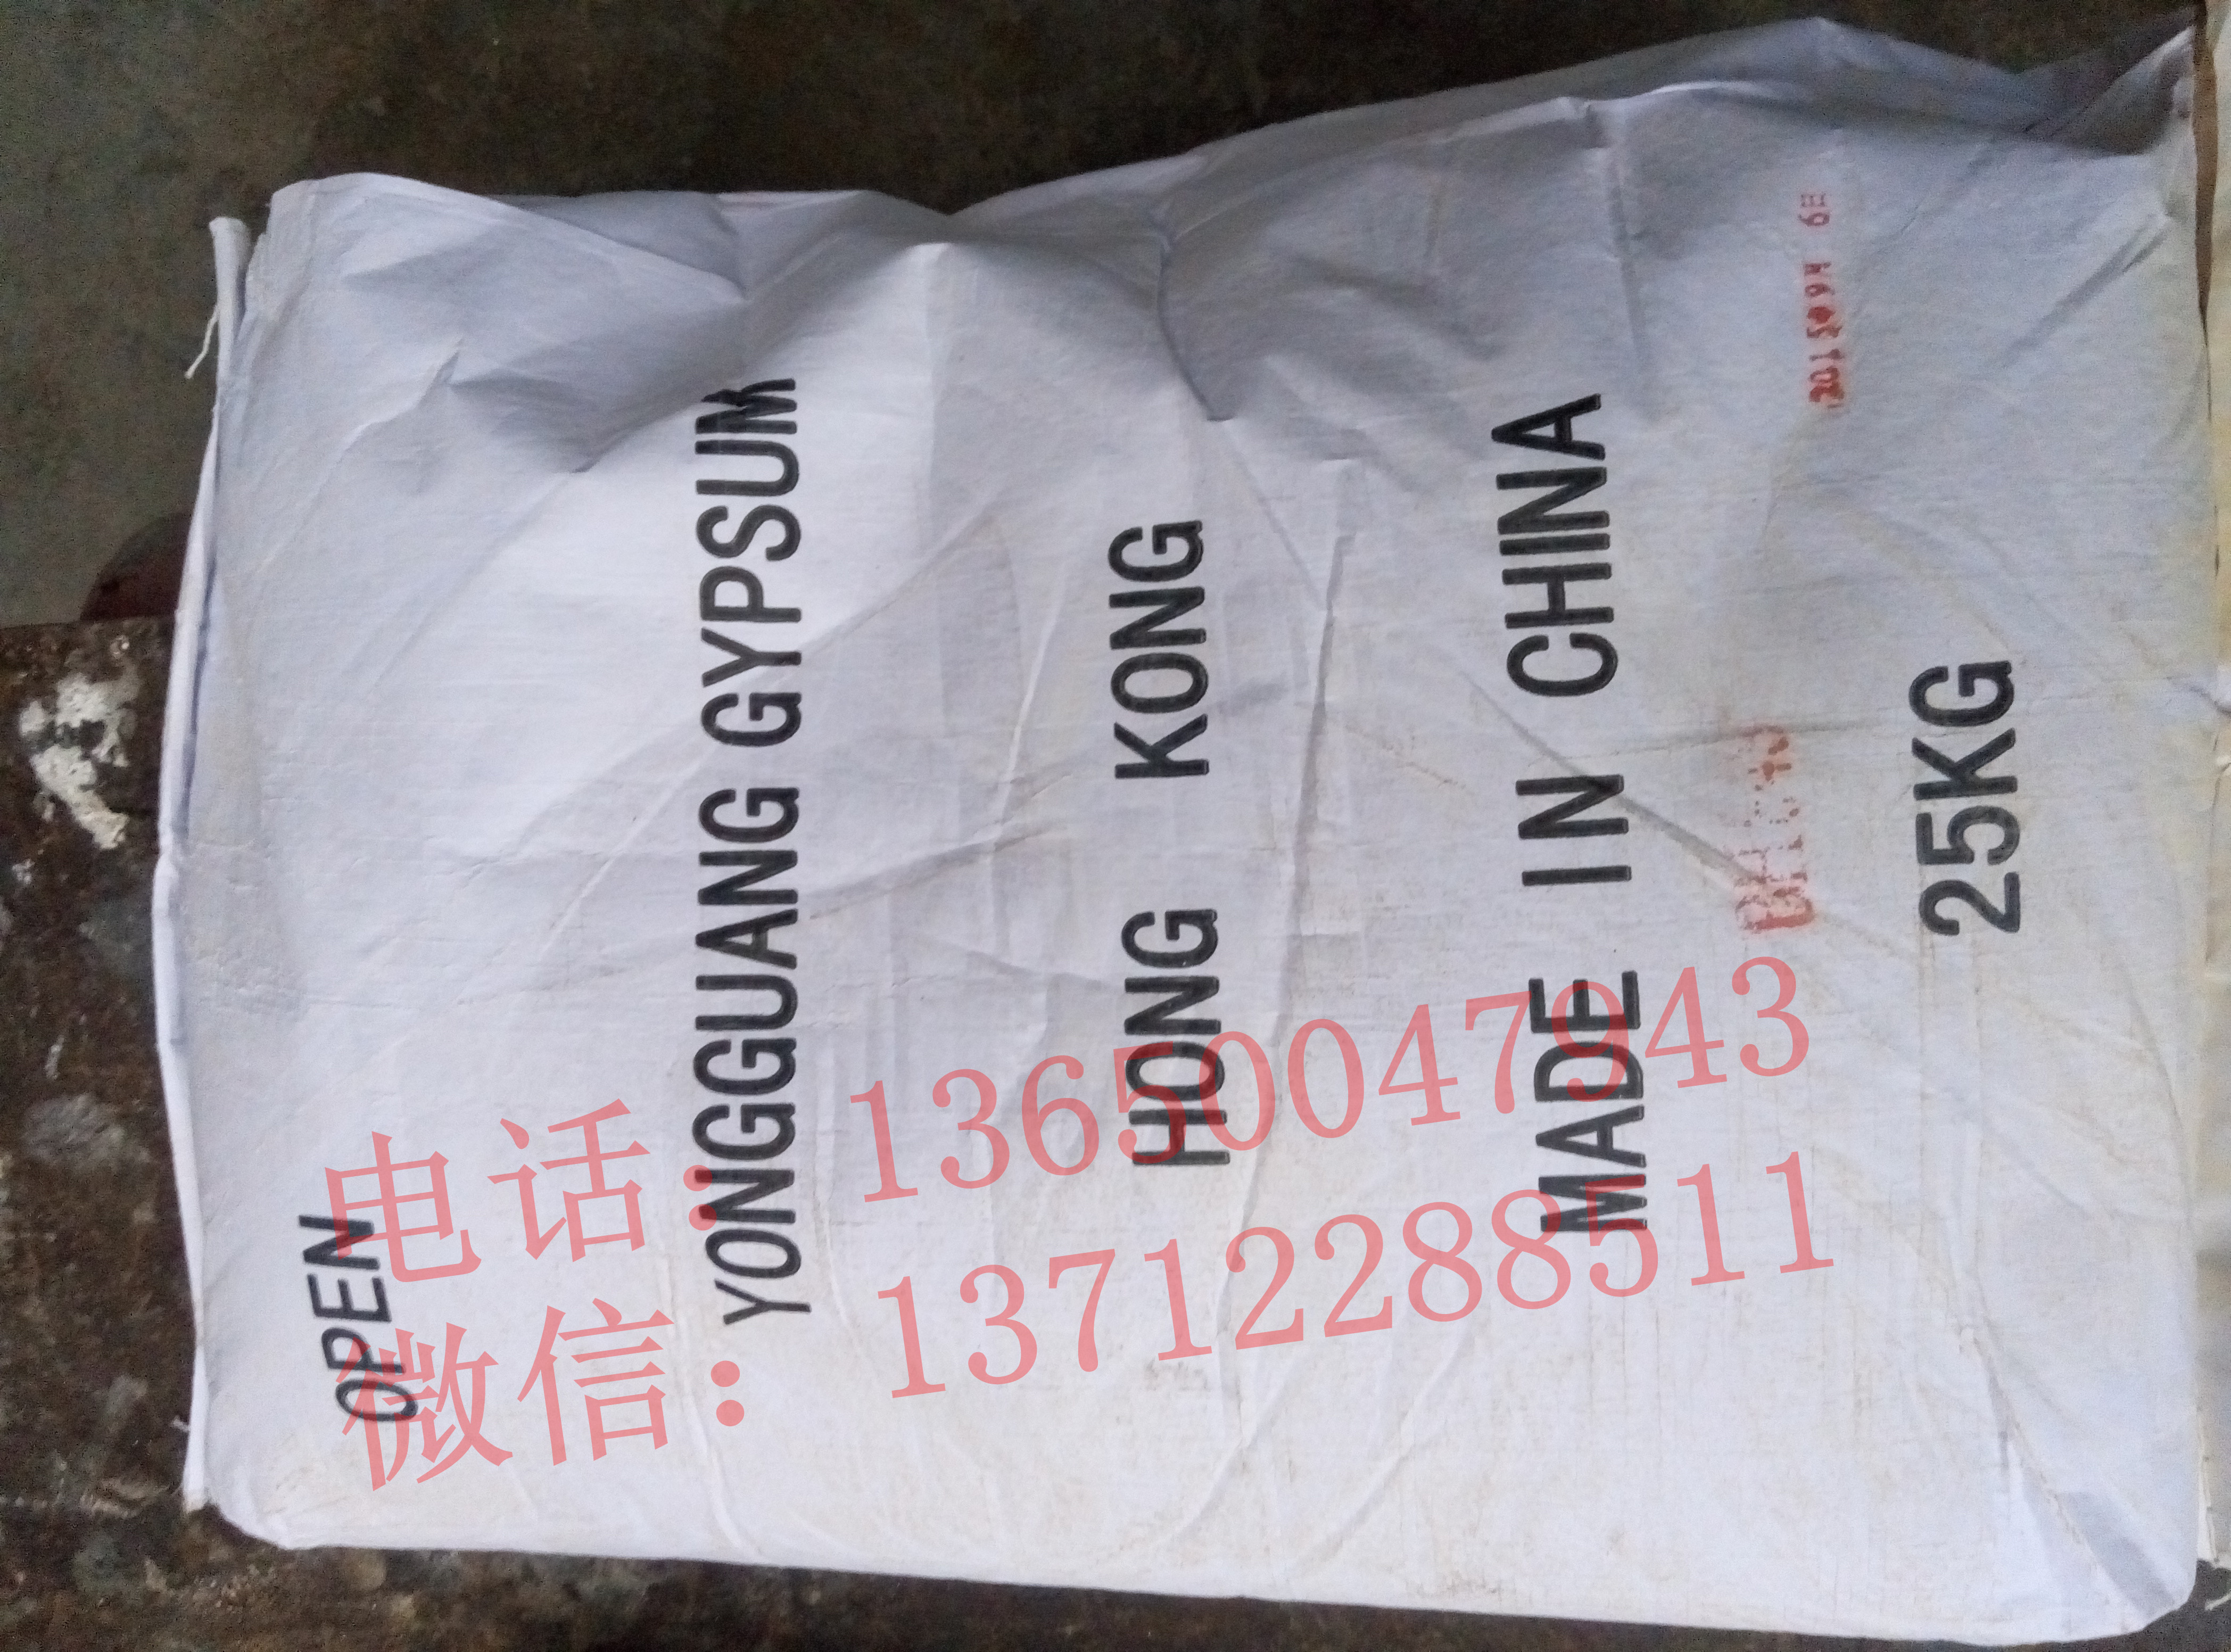 OPEN
YONGGUANG GYPSUM
HONG KONG
MADE IN CHINA
25KG
电话：13650047943
微信：13712288511